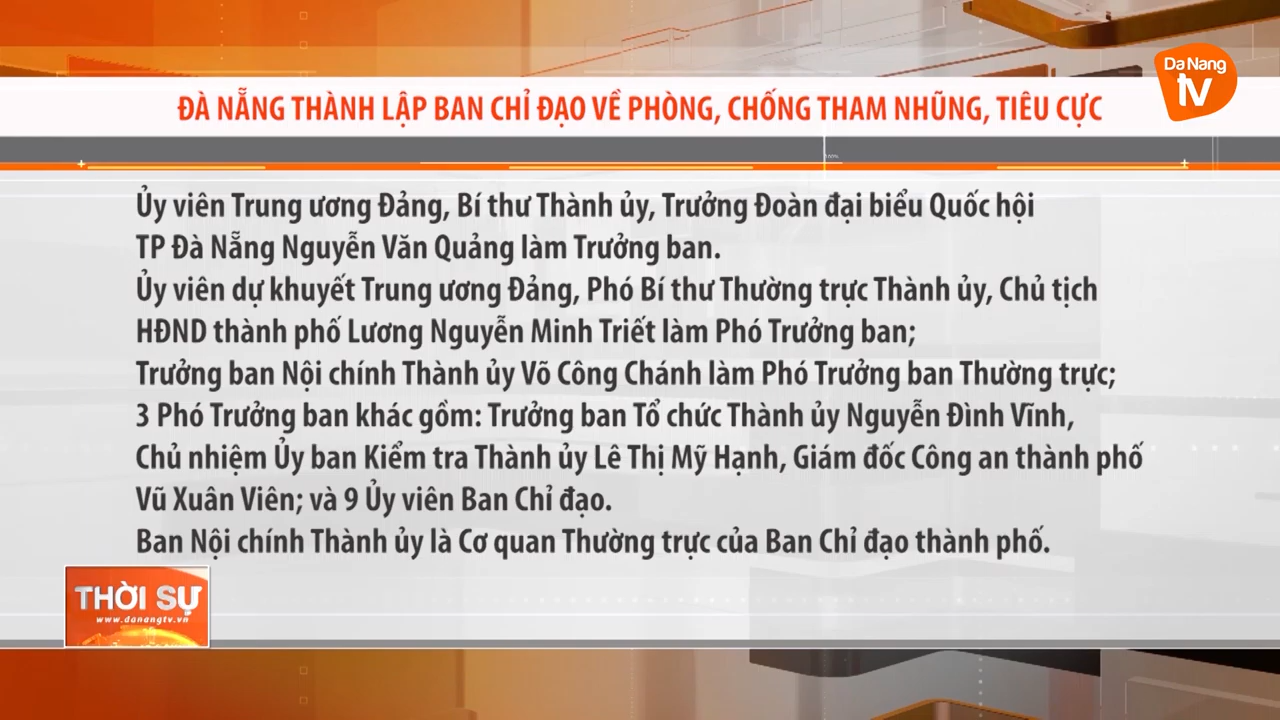 Da Nang
tv
ĐÀ NẴNG THÀNH LẬP BAN CHỈ ĐẠO VỀ PHÒNG, CHỐNG THAM NHŨNG, TIÊU CỰC
100%
Ủy viên Trung ương Đảng, Bí thư Thành ủy, Trưởng Đoàn đại biểu Quốc hội
TP Đà Nẵng Nguyễn Văn Quảng làm Trưởng ban.
Ủy viên dự khuyết Trung ương Đảng, Phó Bí thư Thường trực Thành ủy, Chủ tịch
HĐND thành phố Lương Nguyễn Minh Triết làm Phó Trưởng ban;
Trưởng ban Nội chính Thành ủy Võ Công Chánh làm Phó Trưởng ban Thường trực;
3 Phó Trưởng ban khác gồm: Trưởng ban Tổ chức Thành ủy Nguyễn Đình Vĩnh,
Chủ nhiệm Ủy ban Kiểm tra Thành ủy Lê Thị Mỹ Hạnh, Giám đốc Công an thành phố
Vũ Xuân Viên; và 9 Ủy viên Ban Chỉ đạo.
Ban Nội chính Thành ủy là Cơ quan Thường trực của Ban Chỉ đạo thành phố.
THỜI SỰ
www.danangtv.vn